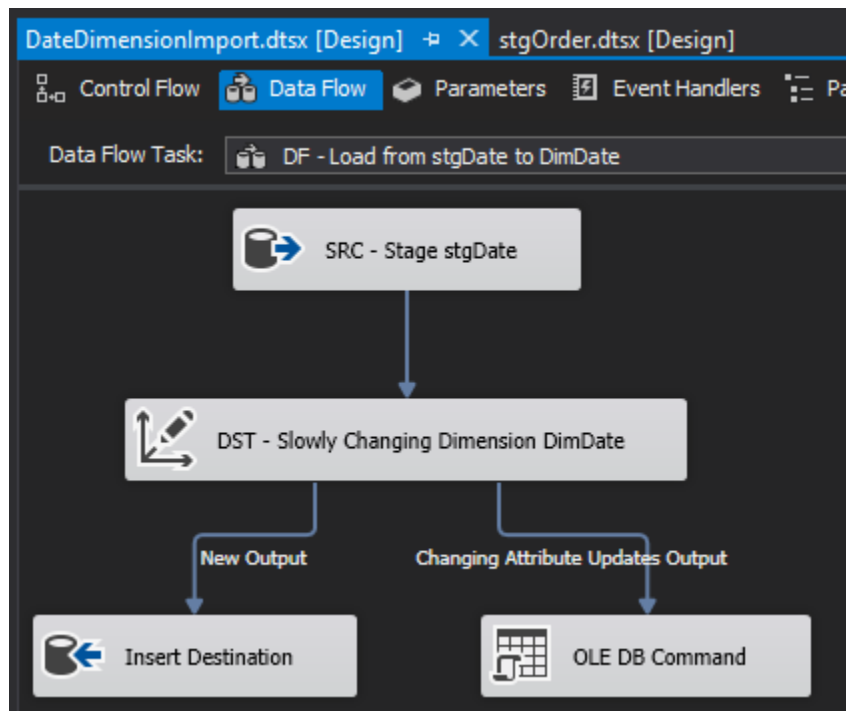 DateDimensionImport.dtsx [Design] stgOrder.dtsx [Design]
Control Flow Data Flow Parameters Event Handlers Pa
Data Flow Task: DF - Load from stgDate to DimDate
SRC - Stage stgDate
DST - Slowly Changing Dimension DimDate
New Output Changing Attribute Updates Output
Insert Destination OLE DB Command